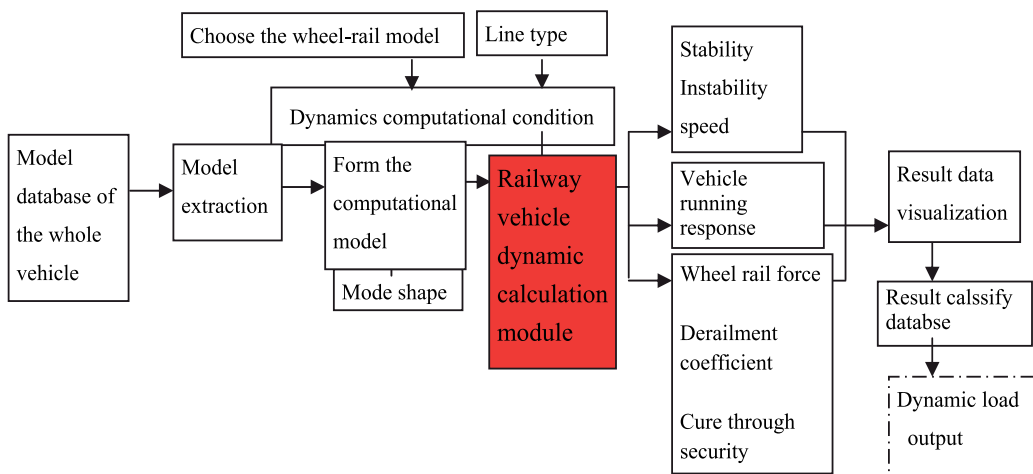 Choose the wheel-rail model
Line type
Dynamics computational condition
Model
database of
the whole
vehicle
Model
extraction
Form the
computational
model
Mode shape
Railway
vehicle
dynamic
calculation
module
Stability
Instability
speed
Vehicle
running
response
Wheel rail force
Derailment
coefficient
Cure through
security
Result data
visualization
Result calssify
databse
Dynamic load
output